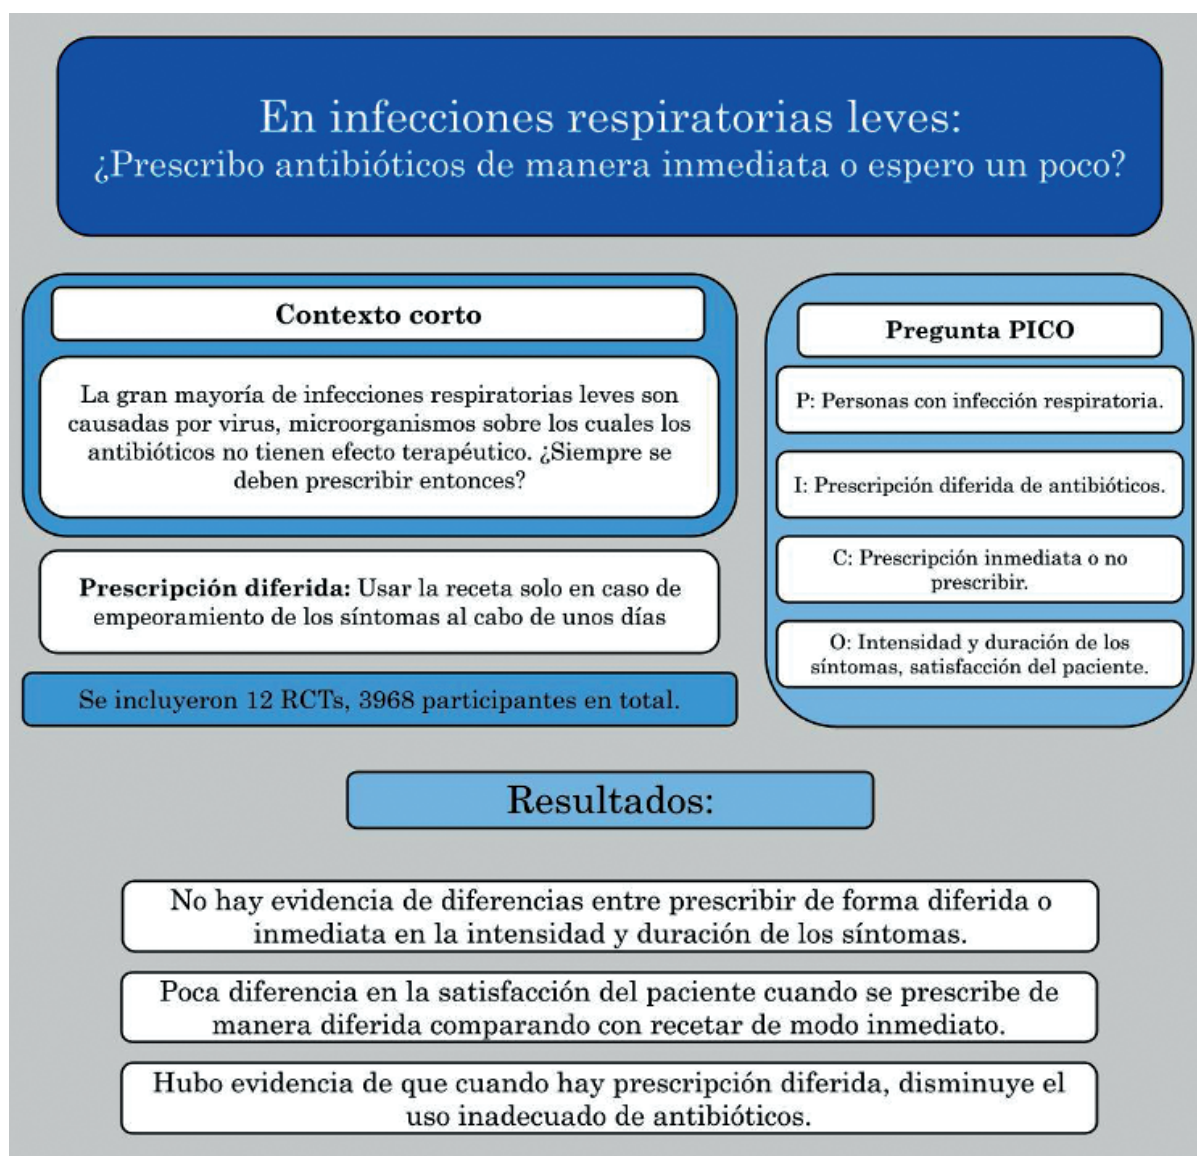 En infecciones respiratorias leves:
¿Prescribo antibióticos de manera inmediata o espero un poco?
Contexto corto
La gran mayoría de infecciones respiratorias leves son
causadas por virus, microorganismos sobre los cuales los
antibióticos no tienen efecto terapéutico. ¿Siempre se
deben prescribir entonces?
Prescripción diferida: Usar la receta solo en caso de
empeoramiento de los síntomas al cabo de unos días
Se incluyeron 12 RCTs, 3968 participantes en total.
Pregunta PICO
P: Personas con infección respiratoria.
I: Prescripción diferida de antibióticos.
C: Prescripción inmediata o no
prescribir.
O: Intensidad y duración de los
síntomas, satisfacción del paciente.
Resultados:
No hay evidencia de diferencias entre prescribir de forma diferida o
inmediata en la intensidad y duración de los síntomas.
Poca diferencia en la satisfacción del paciente cuando se prescribe de
manera diferida comparando con recetar de modo inmediato.
Hubo evidencia de que cuando hay prescripción diferida, disminuye el
uso inadecuado de antibióticos.